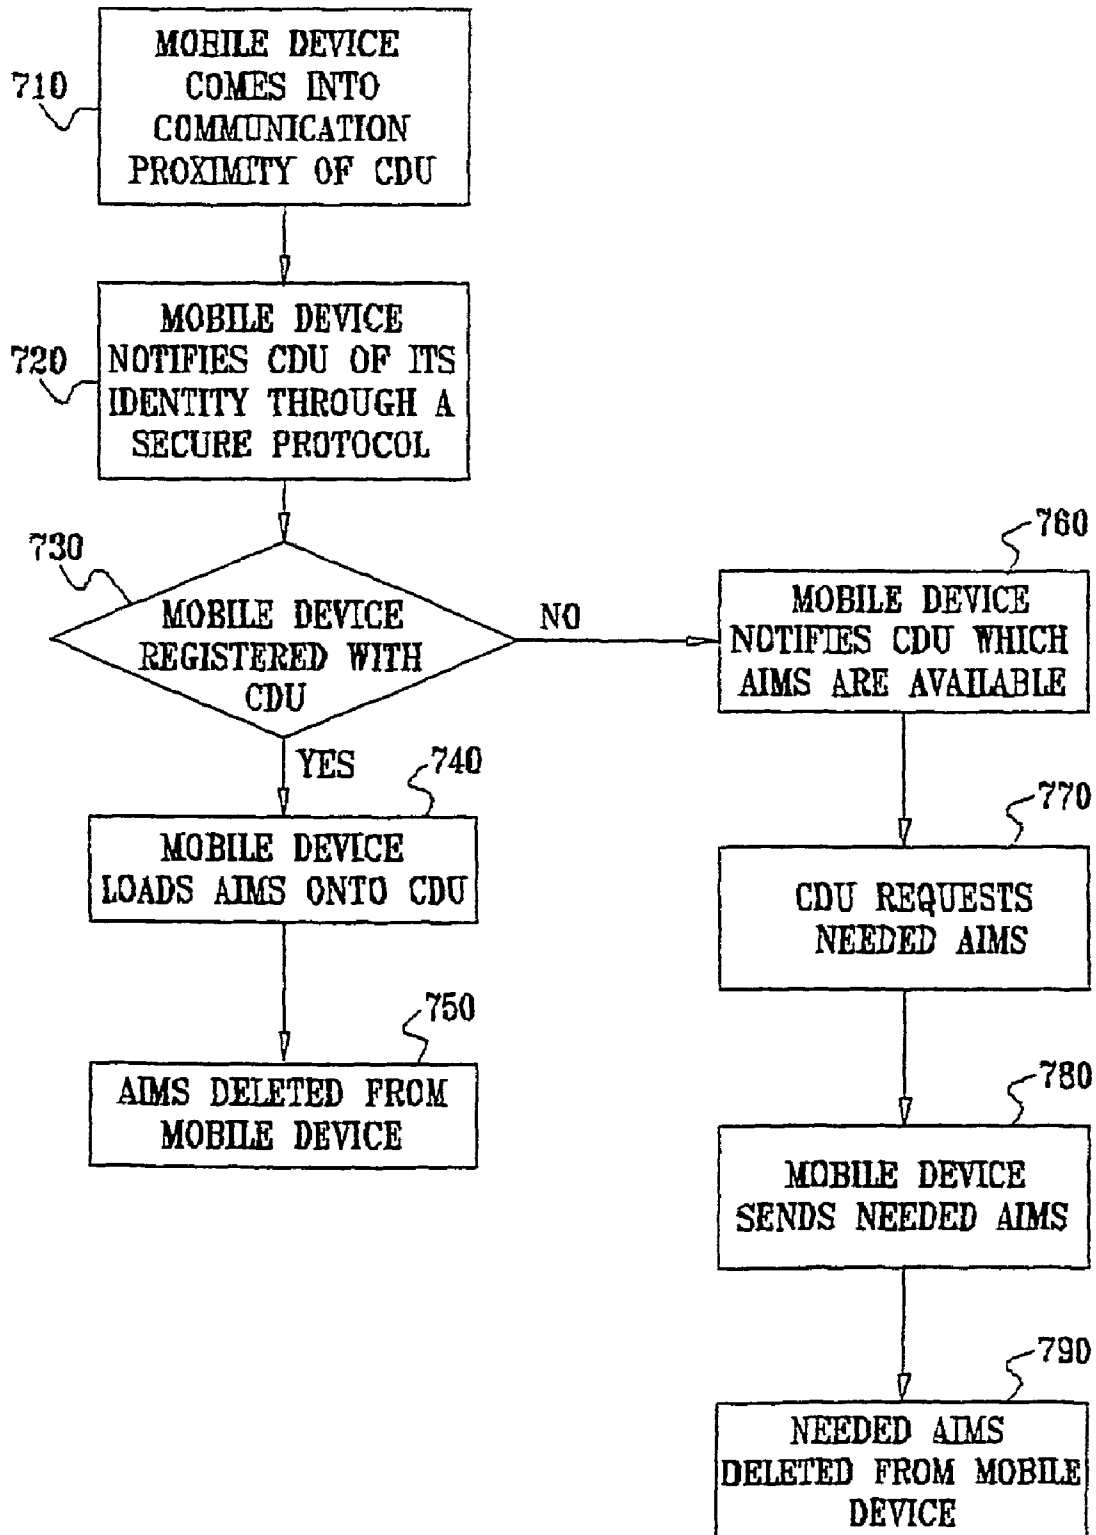 MOBILE DEVICE
COMES INTO
COMMUNICATION
PROXIMITY OF CDU
710
MOBILE DEVICE
NOTIFIES CDU OF ITS
IDENTITY THROUGH A
SECURE PROTOCOL
720
730
MOBILE DEVICE
REGISTERED WITH
CDU
NO
YES
740
MOBILE DEVICE
LOADS AIMS ONTO CDU
750
AIMS DELETED FROM
MOBILE DEVICE
760
MOBILE DEVICE
NOTIFIES CDU WHICH
AIMS ARE AVAILABLE
770
CDU REQUESTS
NEEDED AIMS
780
MOBILE DEVICE
SENDS NEEDED AIMS
790
NEEDED AIMS
DELETED FROM MOBILE
DEVICE